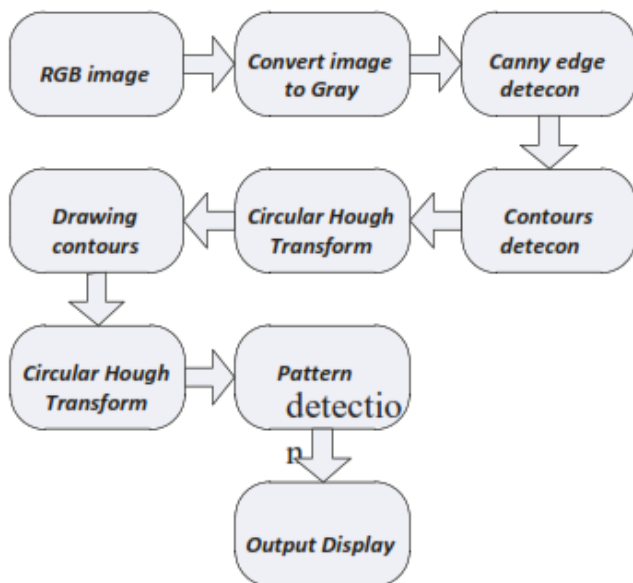 RGB image
Convert image
to Gray
Canny edge
detecon
Contours
detecon
Circular Hough
Transform
Drawing
contours
Circular Hough
Transform
Pattern
detectio
n
Output Display